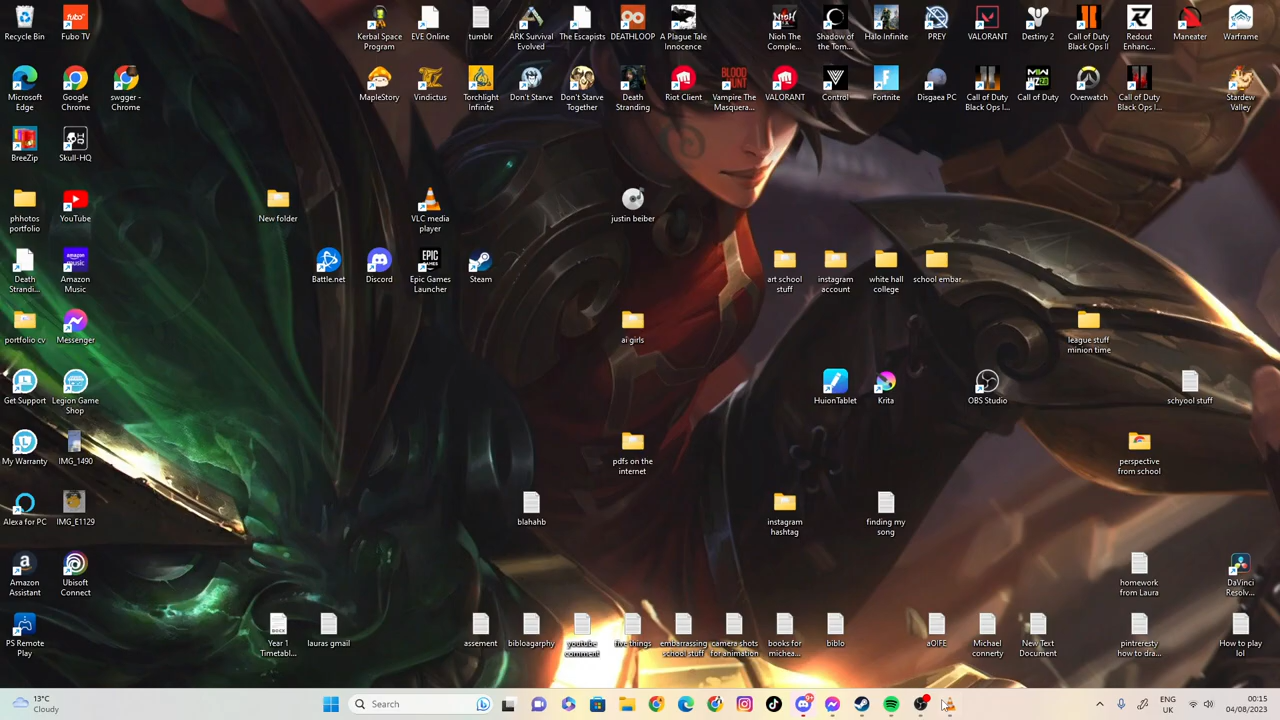 Recycle Bin
Fubo TV
Kerbal Space
Program
EVE Online
tumblr
ARK Survival
Evolved
The Escapists
DEATHLOOP
A Plague Tale
Innocence
Nioh The
Comple...
Shadow of
the Tom...
Halo Infinite
PREY
VALORANT
Destiny 2
Call of Duty
Black Ops II
Redout
Enhanc...
Maneater
Warframe
Microsoft
Edge
Google
Chrome
swgger -
Chrome
MapleStory
Vindictus
Torchlight
Infinite
Don't Starve
Don't Starve
Together
Death
Stranding
Riot Client
Vampire The
Masquera...
VALORANT
Control
Fortnite
Disgaea PC
Call of Duty
Black Ops I...
Call of Duty
Overwatch
Call of Duty
Black Ops I...
Stardew
Valley
BreeZip
Skull-HQ
phhotos
portfolio
YouTube
New folder
VLC media
player
justin beiber
Death
Strandi...
Amazon
Music
Battle.net
Discord
Epic Games
Launcher
Steam
art school
stuff
instagram
account
white hall
college
school embar...
portfolio cv
Messenger
ai girls
league stuff
minion time
Get Support
Legion Game
Shop
HuionTablet
Krita
OBS Studio
schyool stuff
My Warranty
IMG_1490
pdfs on the
internet
perspective
from school
Alexa for PC
IMG_E1129
blahahb
instagram
hashtag
finding my
song
Amazon
Assistant
Ubisoft
Connect
homework
from Laura
DaVinci
Resolv...
PS Remote
Play
Year 1
Timetabl...
lauras gmail
assement
bibloagarphy
youtube
comment
five things
embarrassing
school stuff
camera shots
for animation
books for
michea...
biblo
aOIFE
Michael
connerty
New Text
Document
pintreresty
how to dra...
How to play
lol
13°C
Cloudy
Search
ENG
UK
00:15
04/08/2023